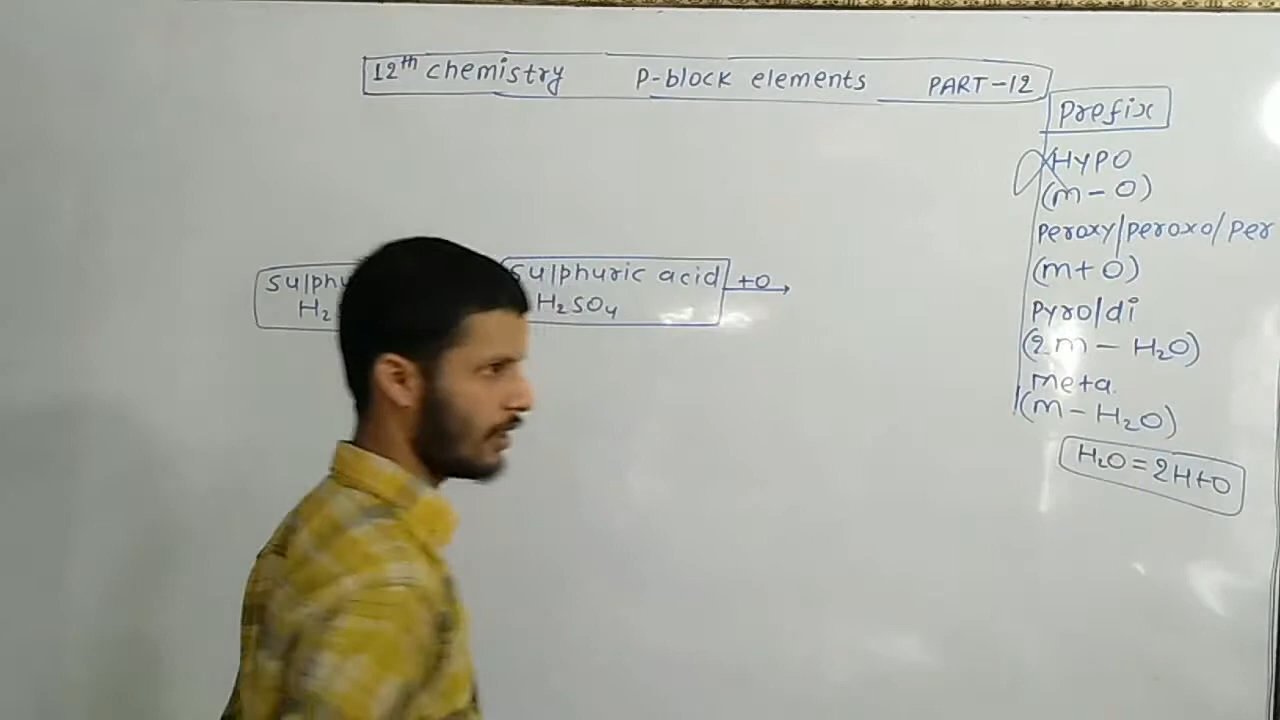 12th chemistry P-block elements PART-12
Prefix
HYPO
(m - O)
Peroxy/peroxo/Per
(m + O)
Pyro/di
(2m - H₂O)
meta.
(m - H₂O)
H₂O = 2H+O
sulphuric acid +O
H₂SO₄
H₂